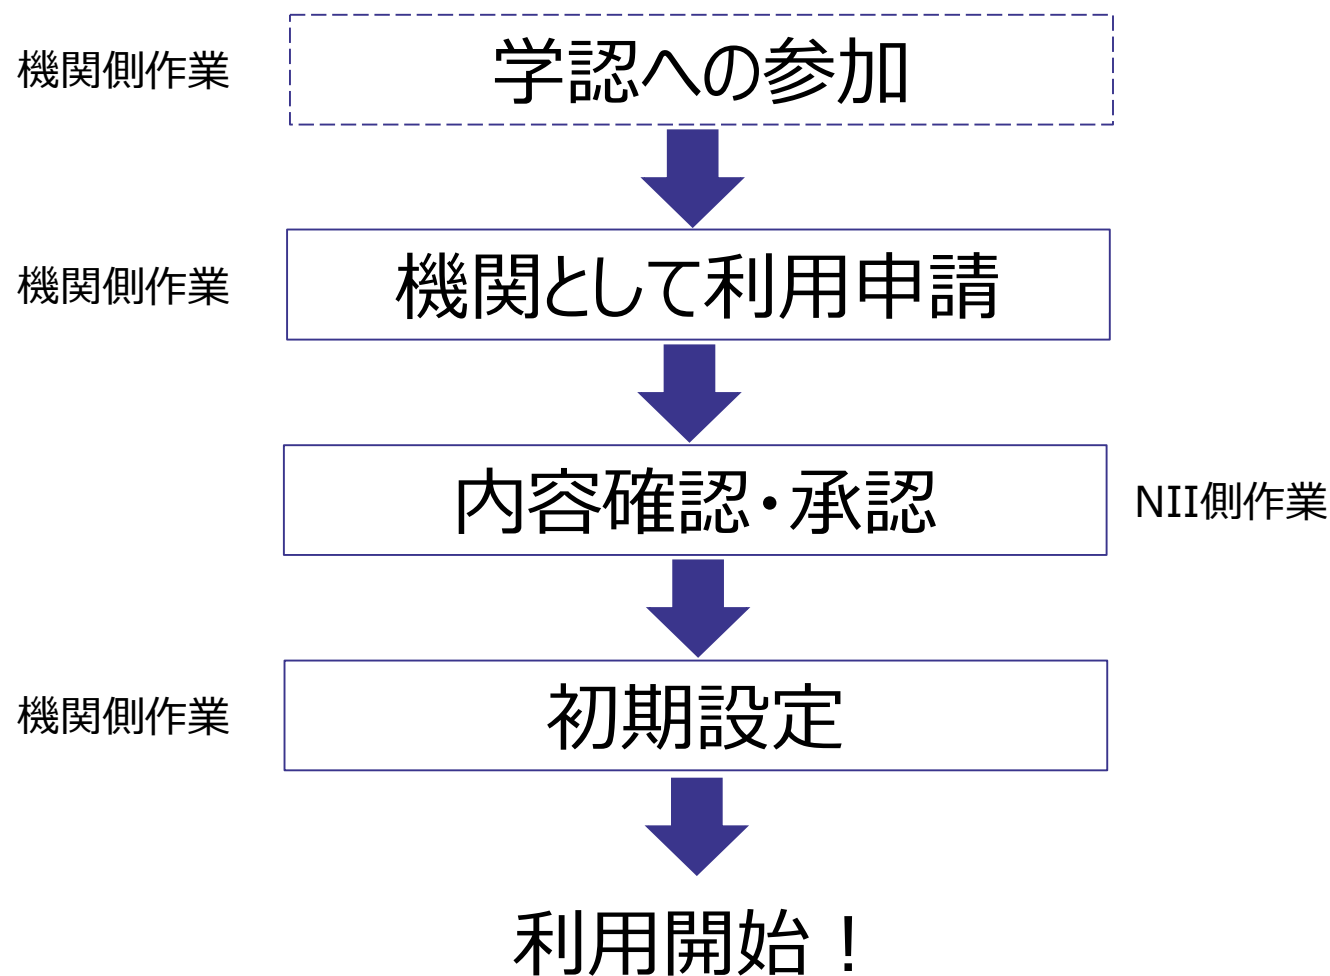 機関側作業
学認への参加
機関側作業
機関として利用申請
内容確認・承認
NII側作業
機関側作業
初期設定
利用開始！